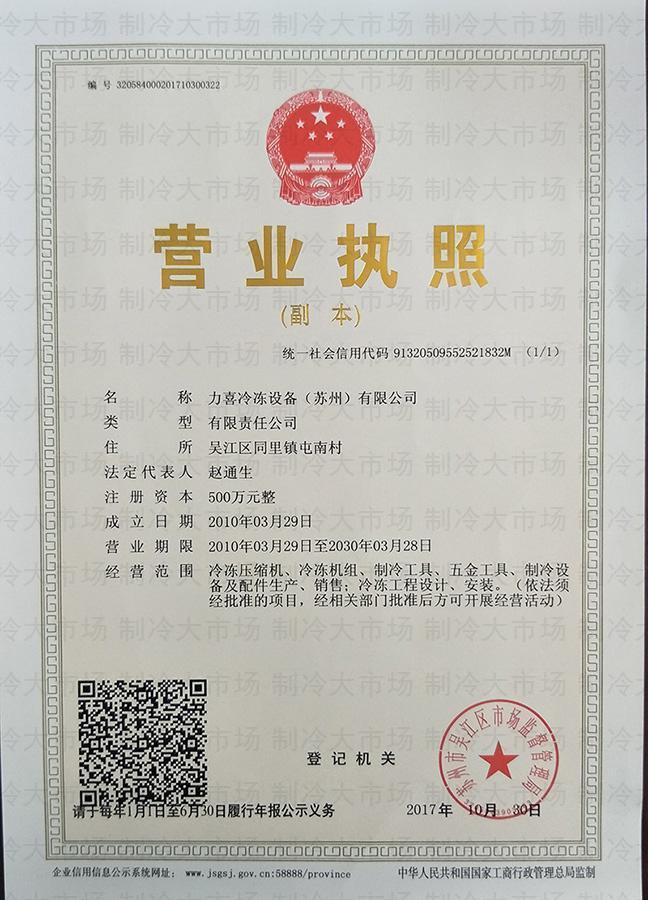 编 号 320584000201710300322
营业执照
(副 本)
统一社会信用代码 91320509552521832M (1/1)
名 称 力喜冷冻设备（苏州）有限公司
类 型 有限责任公司
住 所 吴江区同里镇屯南村
法定代表人 赵通生
注册资本 500万元整
成立日期 2010年03月29日
营业期限 2010年03月29日至2030年03月28日
经营范围 冷冻压缩机、冷冻机组、制冷工具、五金工具、制冷设
备及配件生产、销售；冷冻工程设计、安装。（依法须
经批准的项目，经相关部门批准后方可开展经营活动）
苏州市吴江区市场监督管理局
登记机关
请于每年1月1日至6月30日履行年报公示义务
2017年 10月 30日
企业信用信息公示系统网址： www.jsgsj.gov.cn:58888/province
中华人民共和国国家工商行政管理总局监制
制冷大市场